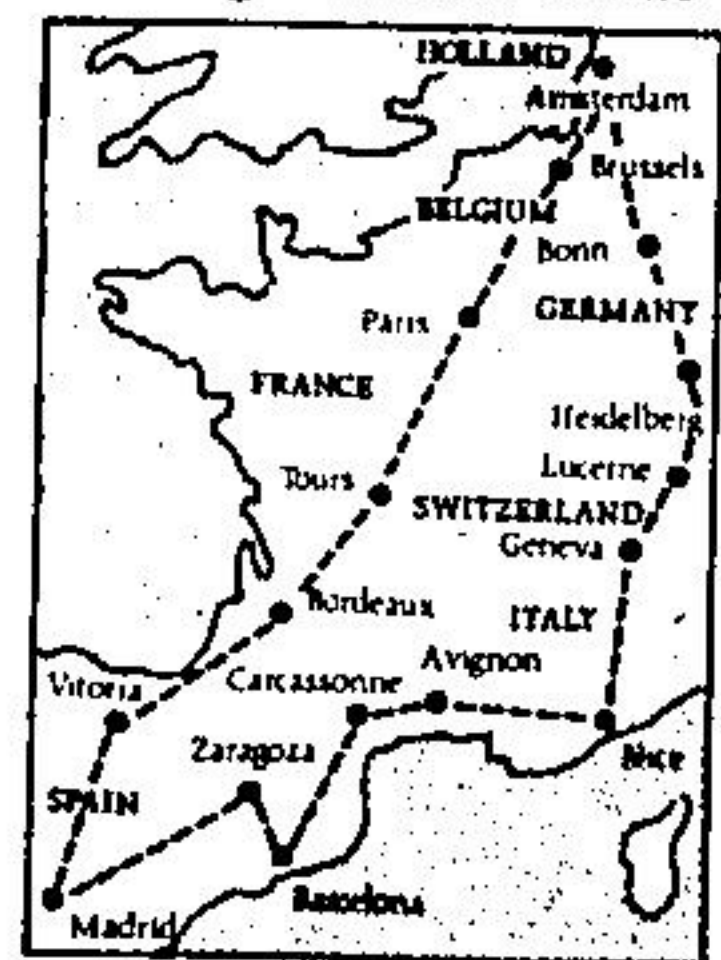 HOLLAND
Amsterdam
Brussels
BELGIUM
Bonn
Paris
GERMANY
FRANCE
Heidelberg
Lucerne
Tours
SWITZERLAND
Geneva
Bordeaux
ITALY
Avignon
Vitoria
Carcassonne
Zaragoza
Nice
SPAIN
Barcelona
Madrid